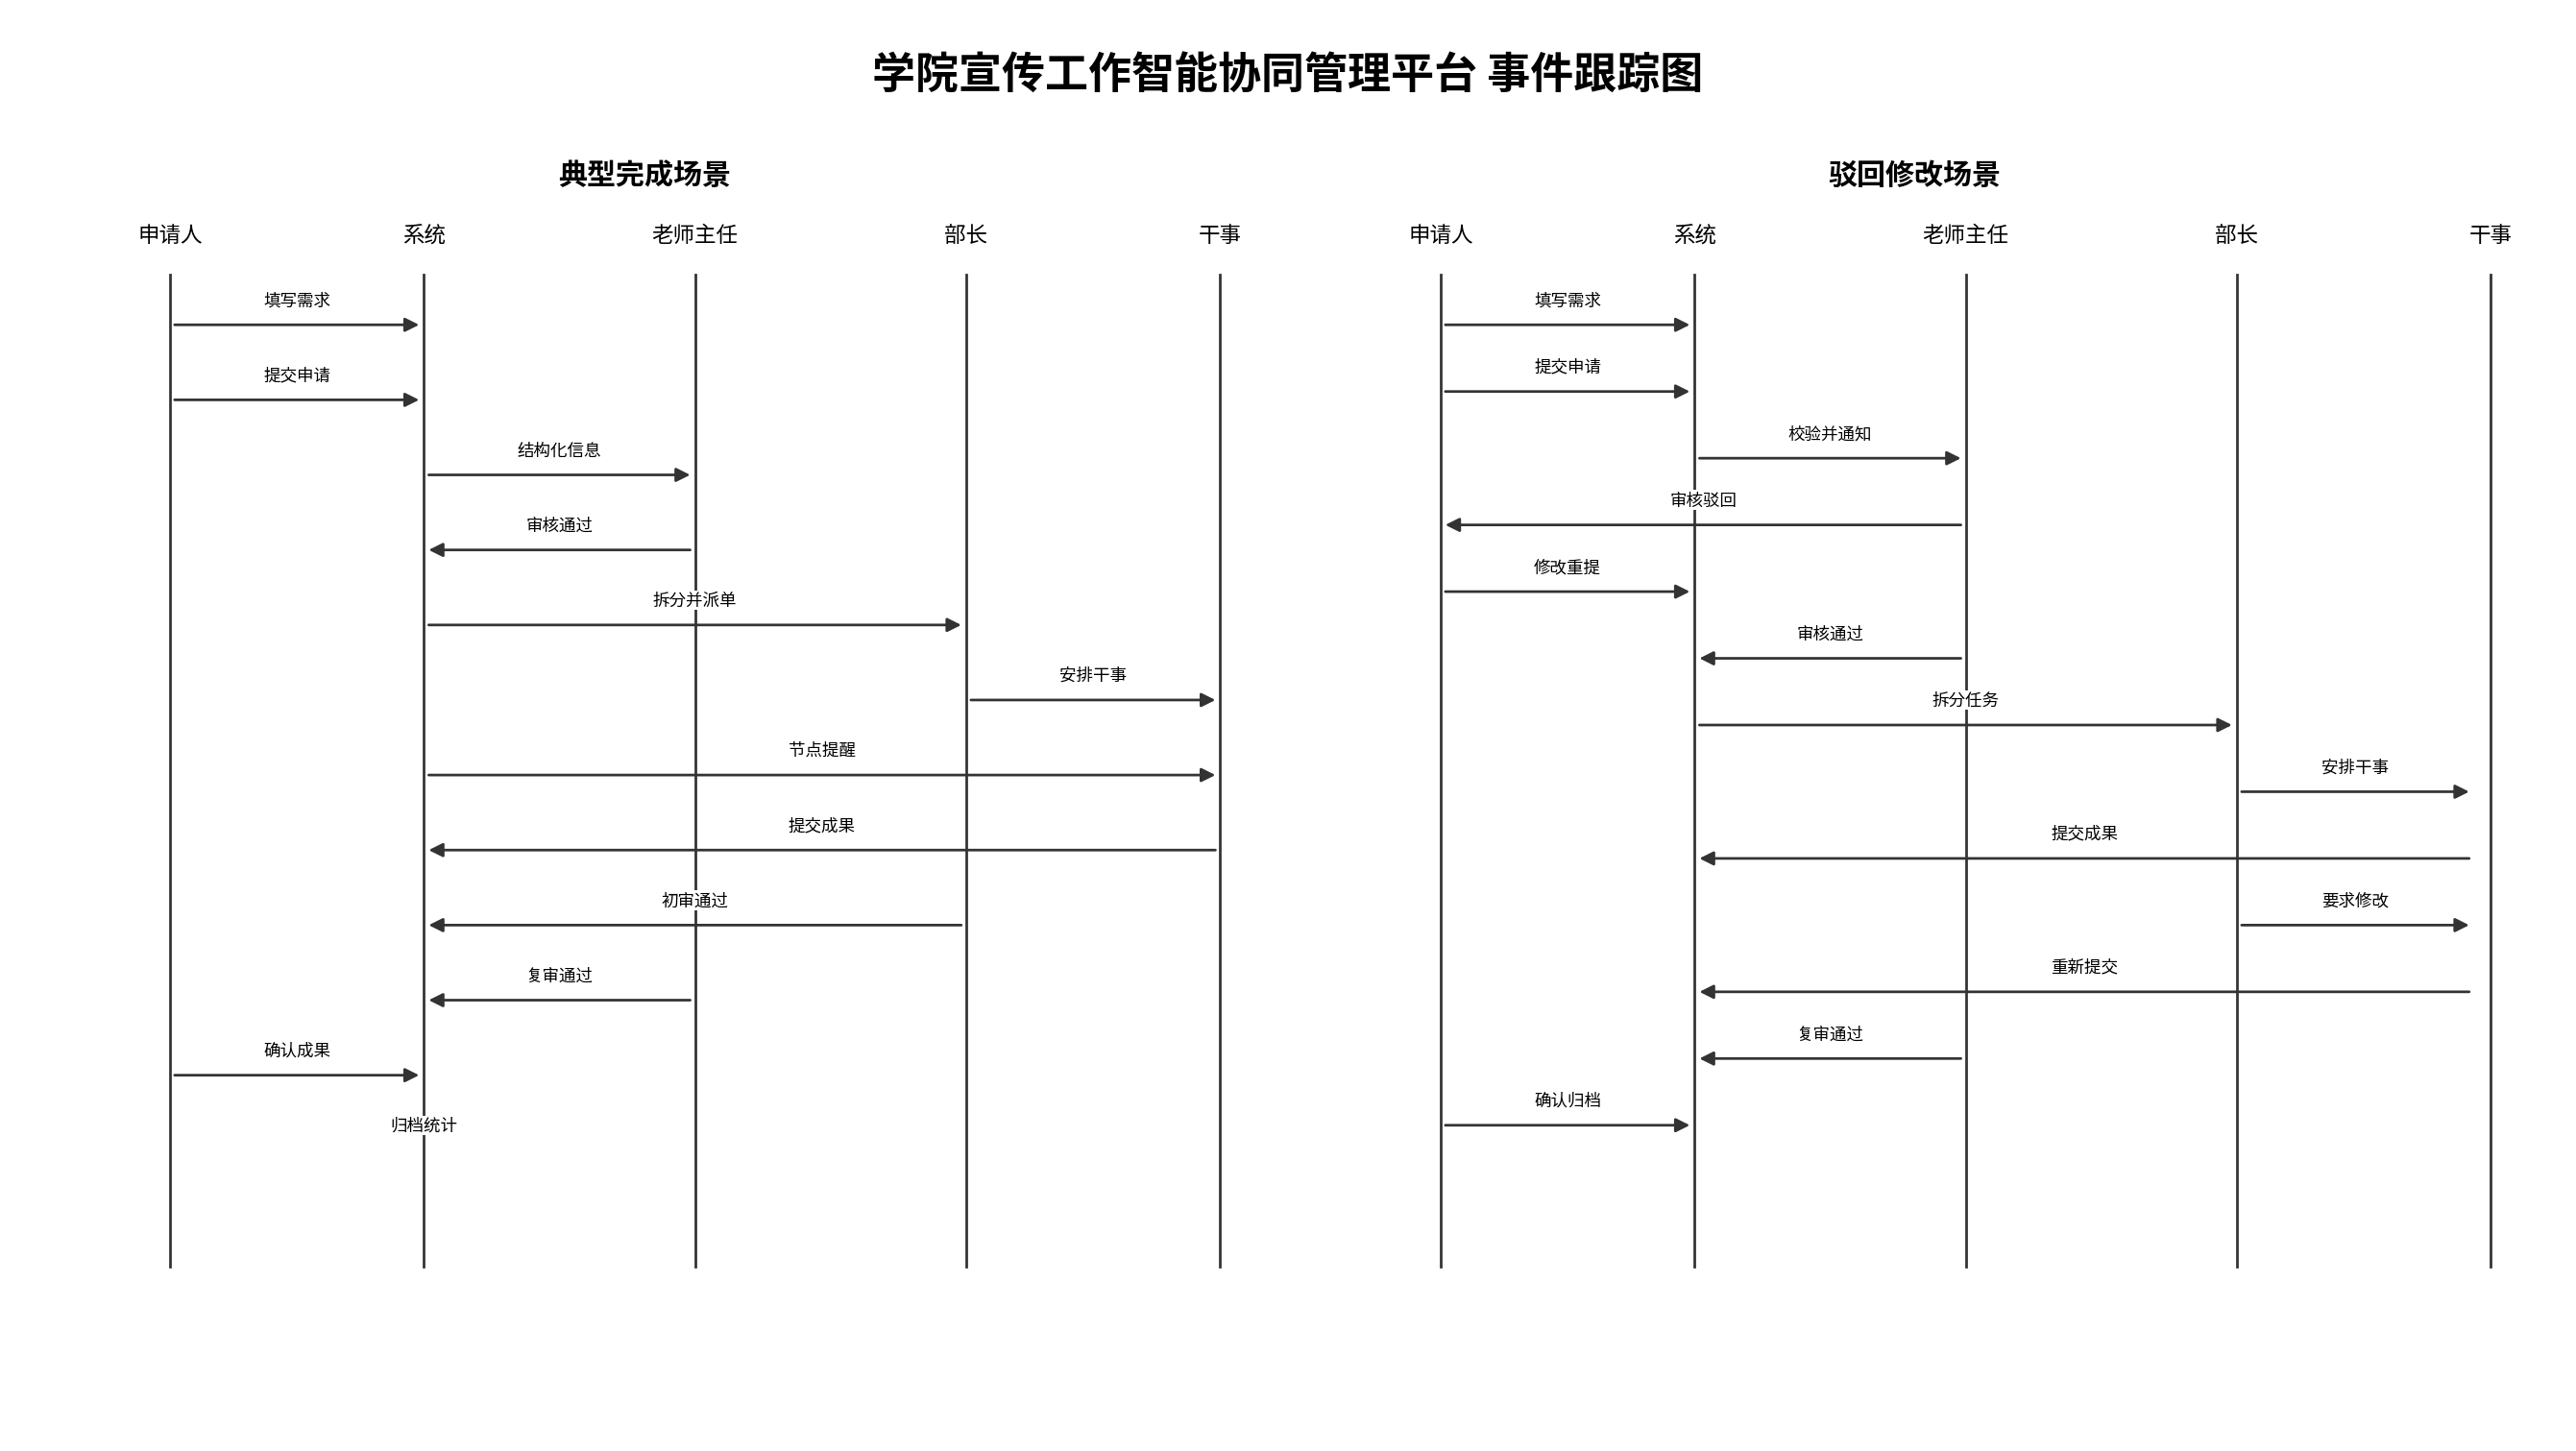 学院宣传工作智能协同管理平台 事件跟踪图
典型完成场景
申请人
系统
老师主任
部长
干事
填写需求
提交申请
结构化信息
审核通过
拆分并派单
安排干事
节点提醒
提交成果
初审通过
复审通过
确认成果
归档统计
驳回修改场景
申请人
系统
老师主任
部长
干事
填写需求
提交申请
校验并通知
审核驳回
修改重提
审核通过
拆分任务
安排干事
提交成果
要求修改
重新提交
复审通过
确认归档